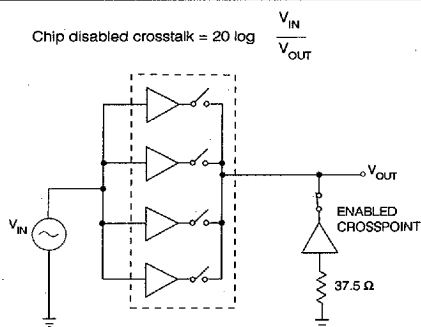 Chip disabled crosstalk = 20 log V_IN / V_OUT
V_OUT
V_IN
ENABLED
CROSSPOINT
37.5 Ω